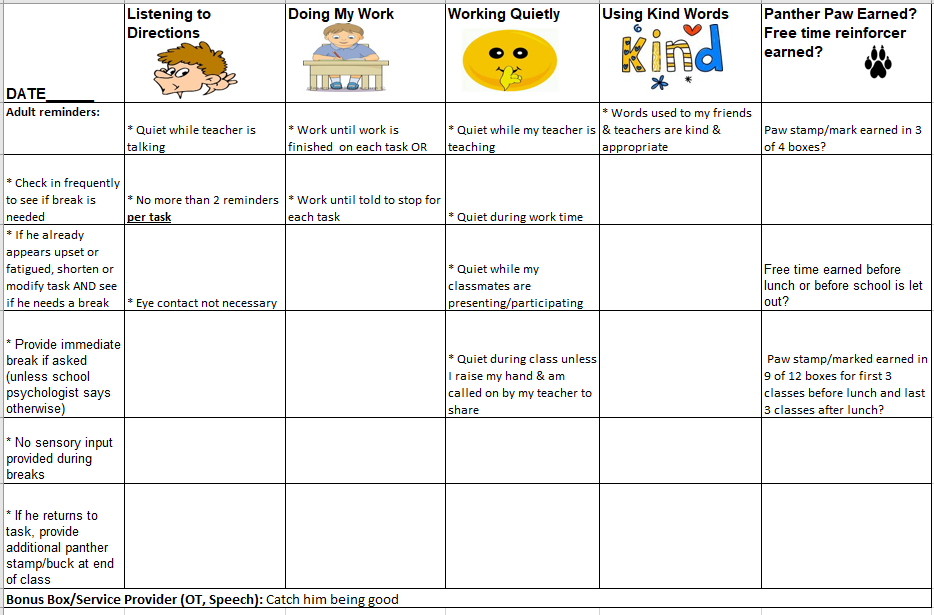 Listening to
Directions
Doing My Work
Working Quietly
Using Kind Words
Kind
Panther Paw Earned?
Free time reinforcer
earned?
DATE______
Adult reminders:
* Quiet while teacher is
talking
* Work until work is
finished on each task OR
* Quiet while my teacher is
teaching
* Words used to my friends
& teachers are kind &
appropriate
Paw stamp/mark earned in 3
of 4 boxes?
* Check in frequently
to see if break is
needed
* No more than 2 reminders
per task
* Work until told to stop for
each task
* Quiet during work time
* If he already
appears upset or
fatigued, shorten or
modify task AND see
if he needs a break
* Eye contact not necessary
* Quiet while my
classmates are
presenting/participating
Free time earned before
lunch or before school is let
out?
* Provide immediate
break if asked
(unless school
psychologist says
otherwise)
* Quiet during class unless
I raise my hand & am
called on by my teacher to
share
Paw stamp/marked earned in
9 of 12 boxes for first 3
classes before lunch and last
3 classes after lunch?
* No sensory input
provided during
breaks
* If he returns to
task, provide
additional panther
stamp/buck at end
of class
Bonus Box/Service Provider (OT, Speech): Catch him being good